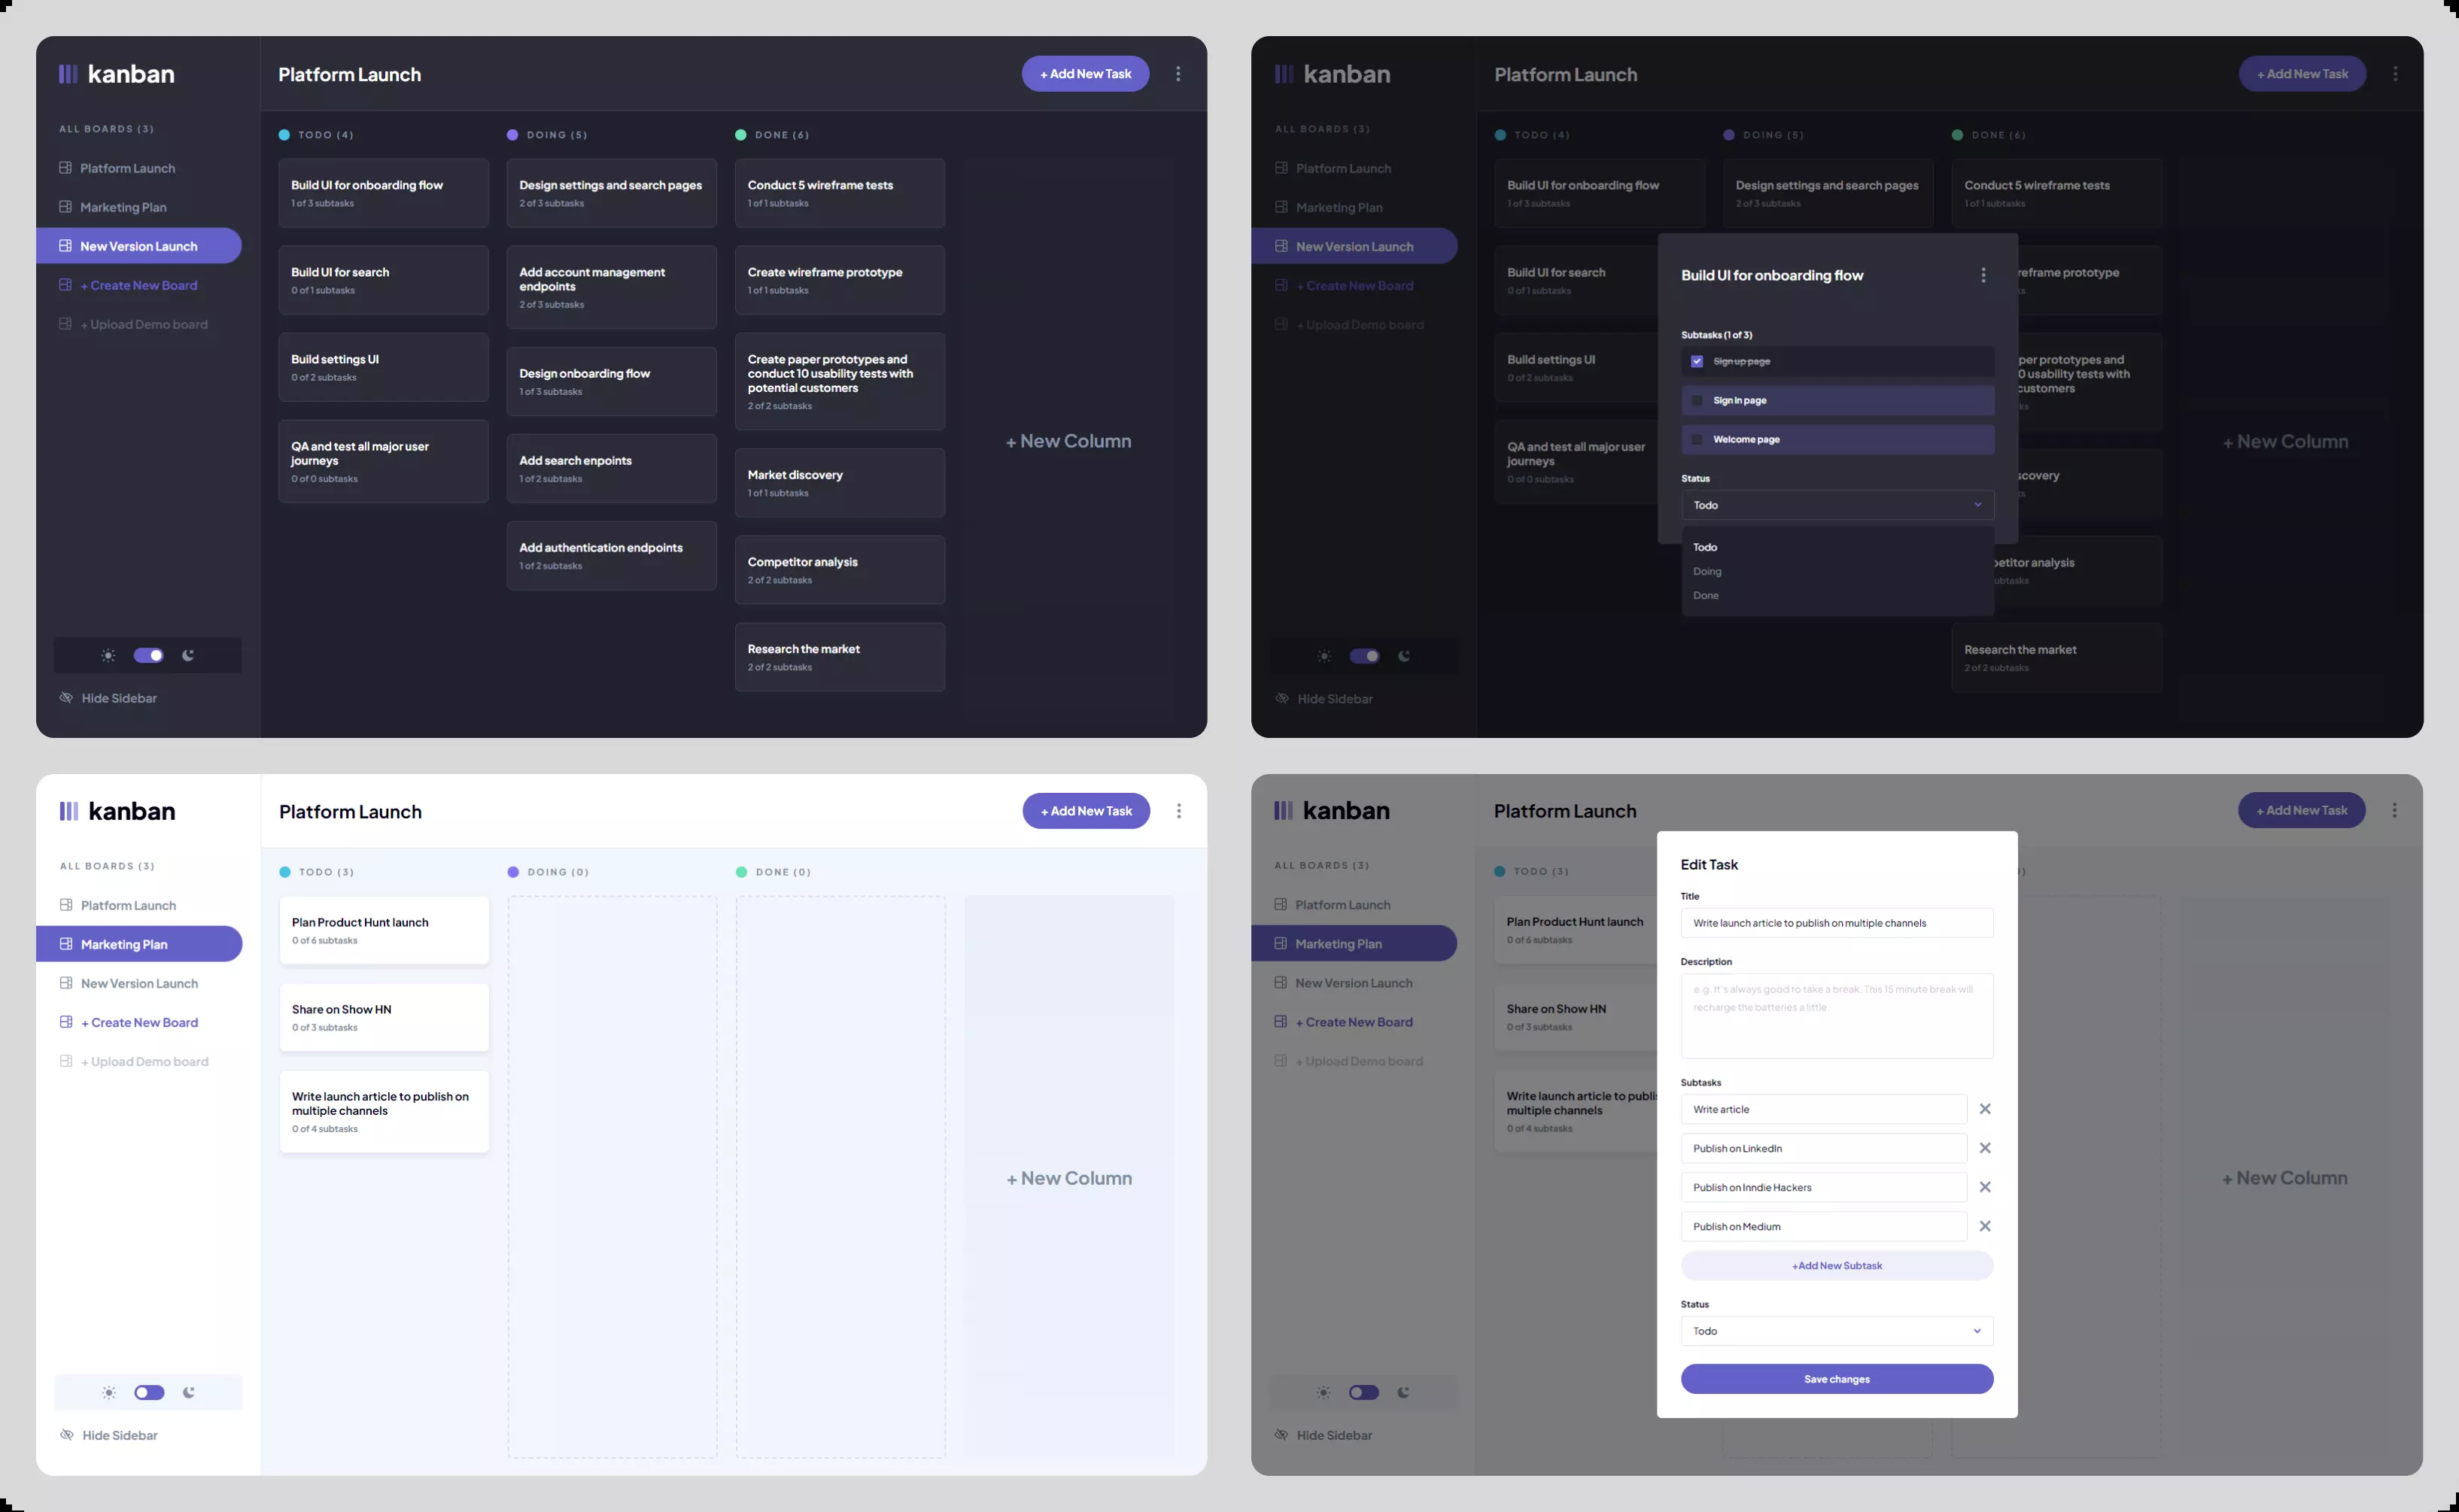 kanban
Platform Launch
+ Add New Task
ALL BOARDS (3)
Platform Launch
Marketing Plan
New Version Launch
+ Create New Board
+ Upload Demo board
Hide Sidebar
TODO (4)
Build UI for onboarding flow
1 of 3 subtasks
Build UI for search
0 of 1 subtasks
Build settings UI
0 of 2 subtasks
QA and test all major user
journeys
0 of 0 subtasks
DOING (5)
Design settings and search pages
2 of 3 subtasks
Add account management
endpoints
2 of 3 subtasks
Design onboarding flow
1 of 3 subtasks
Add search enpoints
1 of 2 subtasks
Add authentication endpoints
1 of 2 subtasks
DONE (6)
Conduct 5 wireframe tests
1 of 1 subtasks
Create wireframe prototype
1 of 1 subtasks
Create paper prototypes and
conduct 10 usability tests with
potential customers
2 of 2 subtasks
Market discovery
1 of 1 subtasks
Competitor analysis
2 of 2 subtasks
Research the market
2 of 2 subtasks
+ New Column
kanban
Platform Launch
+ Add New Task
ALL BOARDS (3)
Platform Launch
Marketing Plan
New Version Launch
+ Create New Board
+ Upload Demo board
Hide Sidebar
TODO (4)
Build UI for onboarding flow
1 of 3 subtasks
Build UI for search
0 of 1 subtasks
Build settings UI
0 of 2 subtasks
QA and test all major user
journeys
0 of 0 subtasks
DOING (5)
Design settings and search pages
2 of 3 subtasks
DONE (6)
Conduct 5 wireframe tests
1 of 1 subtasks
prototype
prototypes and
usability tests with
customers
analysis
Research the market
2 of 2 subtasks
+ New Column
Build UI for onboarding flow
Subtasks (1 of 3)
Sign up page
Sign In page
Welcome page
Status
Todo
Todo
Doing
Done
kanban
Platform Launch
+ Add New Task
ALL BOARDS (3)
Platform Launch
Marketing Plan
New Version Launch
+ Create New Board
+ Upload Demo board
Hide Sidebar
TODO (3)
Plan Product Hunt launch
0 of 6 subtasks
Share on Show HN
0 of 3 subtasks
Write launch article to publish on
multiple channels
0 of 4 subtasks
DOING (0)
DONE (0)
+ New Column
kanban
Platform Launch
+ Add New Task
ALL BOARDS (3)
Platform Launch
Marketing Plan
New Version Launch
+ Create New Board
+ Upload Demo board
Hide Sidebar
TODO (3)
Plan Product Hunt launch
0 of 6 subtasks
Share on Show HN
0 of 3 subtasks
Write launch article to
multiple channels
0 of 4 subtasks
+ New Column
Edit Task
Title
Write launch article to publish on multiple channels
Description
e.g. It's always good to take a break. This 15 minute break will
recharge the batteries a little.
Subtasks
Write article
Publish on LinkedIn
Publish on Inndie Hackers
Publish on Medium
+Add New Subtask
Status
Todo
Save changes